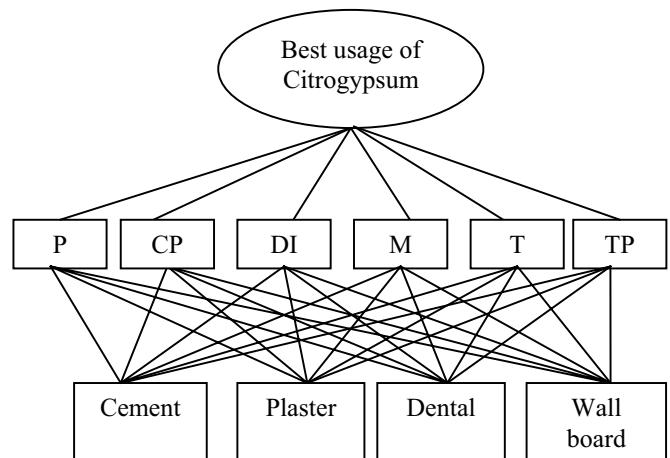 Best usage of
Citrogypsum
P CP DI M T TP
Cement Plaster Dental Wall
board